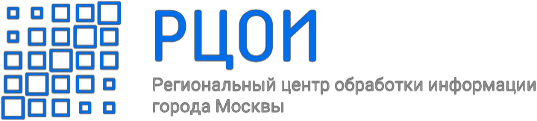 РЦОИ
Региональный центр обработки информации
города Москвы